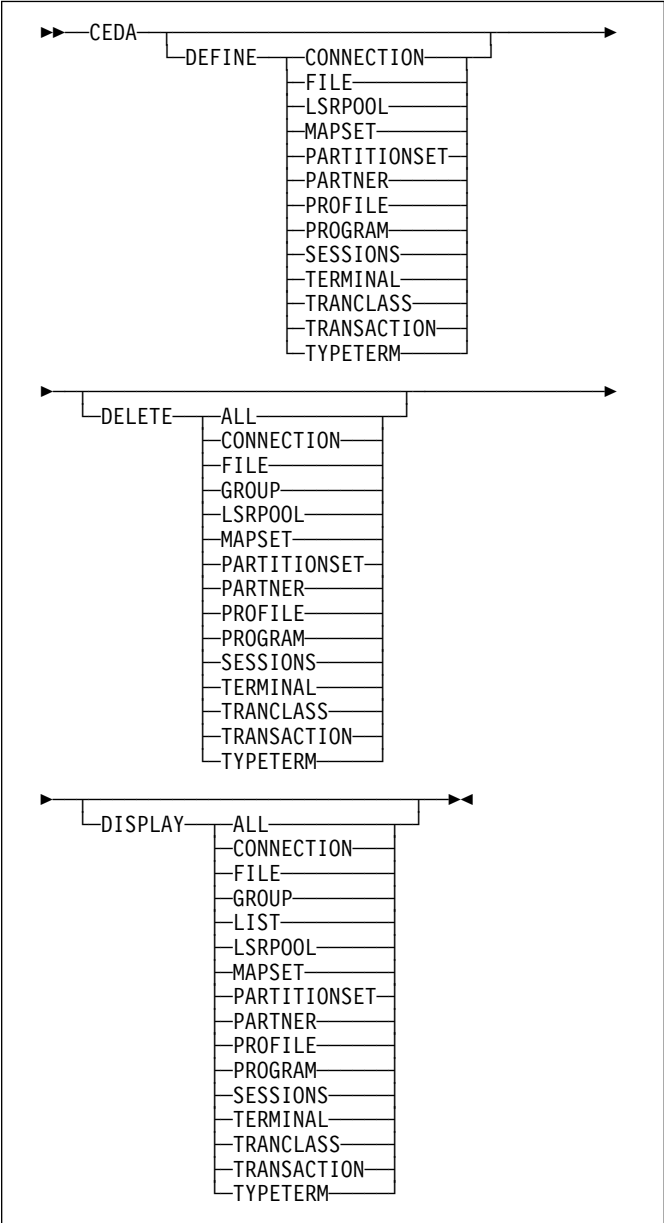 CEDA
DEFINE CONNECTION
FILE
LSRPOOL
MAPSET
PARTITIONSET
PARTNER
PROFILE
PROGRAM
SESSIONS
TERMINAL
TRANCLASS
TRANSACTION
TYPETERM
DELETE ALL
CONNECTION
FILE
GROUP
LSRPOOL
MAPSET
PARTITIONSET
PARTNER
PROFILE
PROGRAM
SESSIONS
TERMINAL
TRANCLASS
TRANSACTION
TYPETERM
DISPLAY ALL
CONNECTION
FILE
GROUP
LIST
LSRPOOL
MAPSET
PARTITIONSET
PARTNER
PROFILE
PROGRAM
SESSIONS
TERMINAL
TRANCLASS
TRANSACTION
TYPETERM